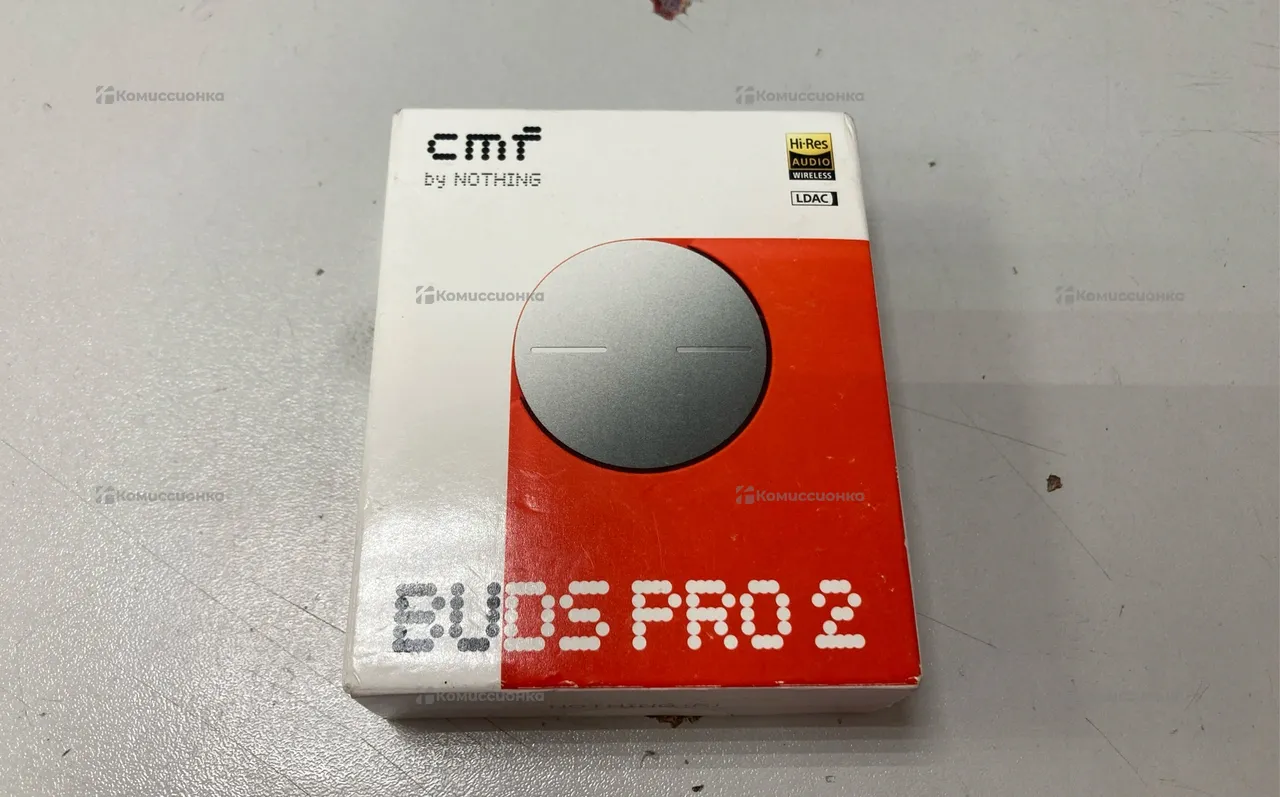 Комиссионка
Комиссионка
cmf
by NOTHING
Hi-Res
AUDIO
WIRELESS
LDAC
Комиссионка
Комиссионка
Комиссионка
Комиссионка
BUDS PRO 2
Комиссионка